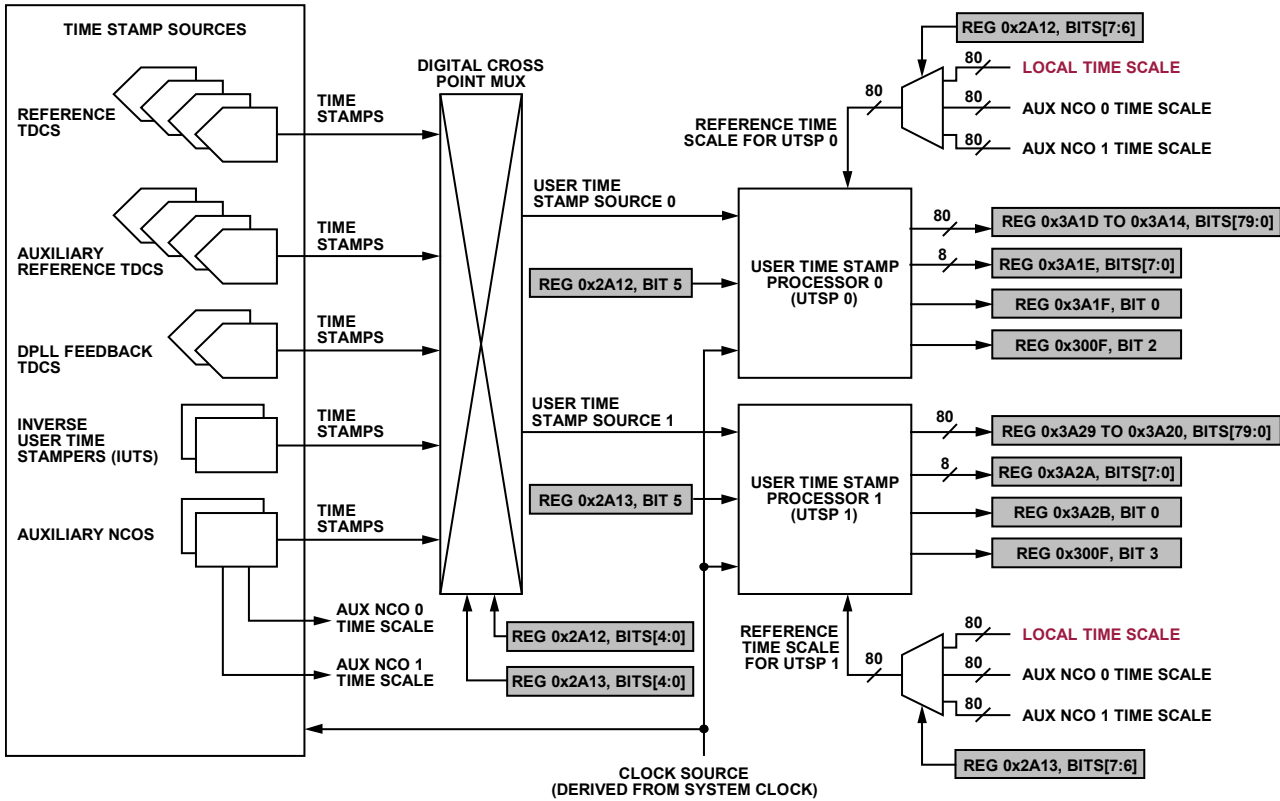 TIME STAMP SOURCES
REFERENCE
TDCS
TIME
STAMPS
AUXILIARY
REFERENCE TDCS
TIME
STAMPS
DPLL FEEDBACK
TDCS
TIME
STAMPS
INVERSE
USER TIME
STAMPERS (IUTS)
TIME
STAMPS
AUXILIARY NCOS
TIME
STAMPS
AUX NCO 0
TIME SCALE
AUX NCO 1
TIME SCALE
DIGITAL CROSS
POINT MUX
REG 0x2A12, BITS[4:0]
REG 0x2A13, BITS[4:0]
USER TIME
STAMP SOURCE 0
REG 0x2A12, BIT 5
USER TIME
STAMP SOURCE 1
REG 0x2A13, BIT 5
REG 0x2A12, BITS[7:6]
80
LOCAL TIME SCALE
80
AUX NCO 0 TIME SCALE
80
AUX NCO 1 TIME SCALE
80
REFERENCE TIME
SCALE FOR UTSP 0
USER TIME STAMP
PROCESSOR 0
(UTSP 0)
80
REG 0x3A1D TO 0x3A14, BITS[79:0]
8
REG 0x3A1E, BITS[7:0]
REG 0x3A1F, BIT 0
REG 0x300F, BIT 2
USER TIME STAMP
PROCESSOR 1
(UTSP 1)
80
REG 0x3A29 TO 0x3A20, BITS[79:0]
8
REG 0x3A2A, BITS[7:0]
REG 0x3A2B, BIT 0
REG 0x300F, BIT 3
REFERENCE
TIME SCALE
FOR UTSP 1
80
80
LOCAL TIME SCALE
80
AUX NCO 0 TIME SCALE
80
AUX NCO 1 TIME SCALE
REG 0x2A13, BITS[7:6]
CLOCK SOURCE
(DERIVED FROM SYSTEM CLOCK)